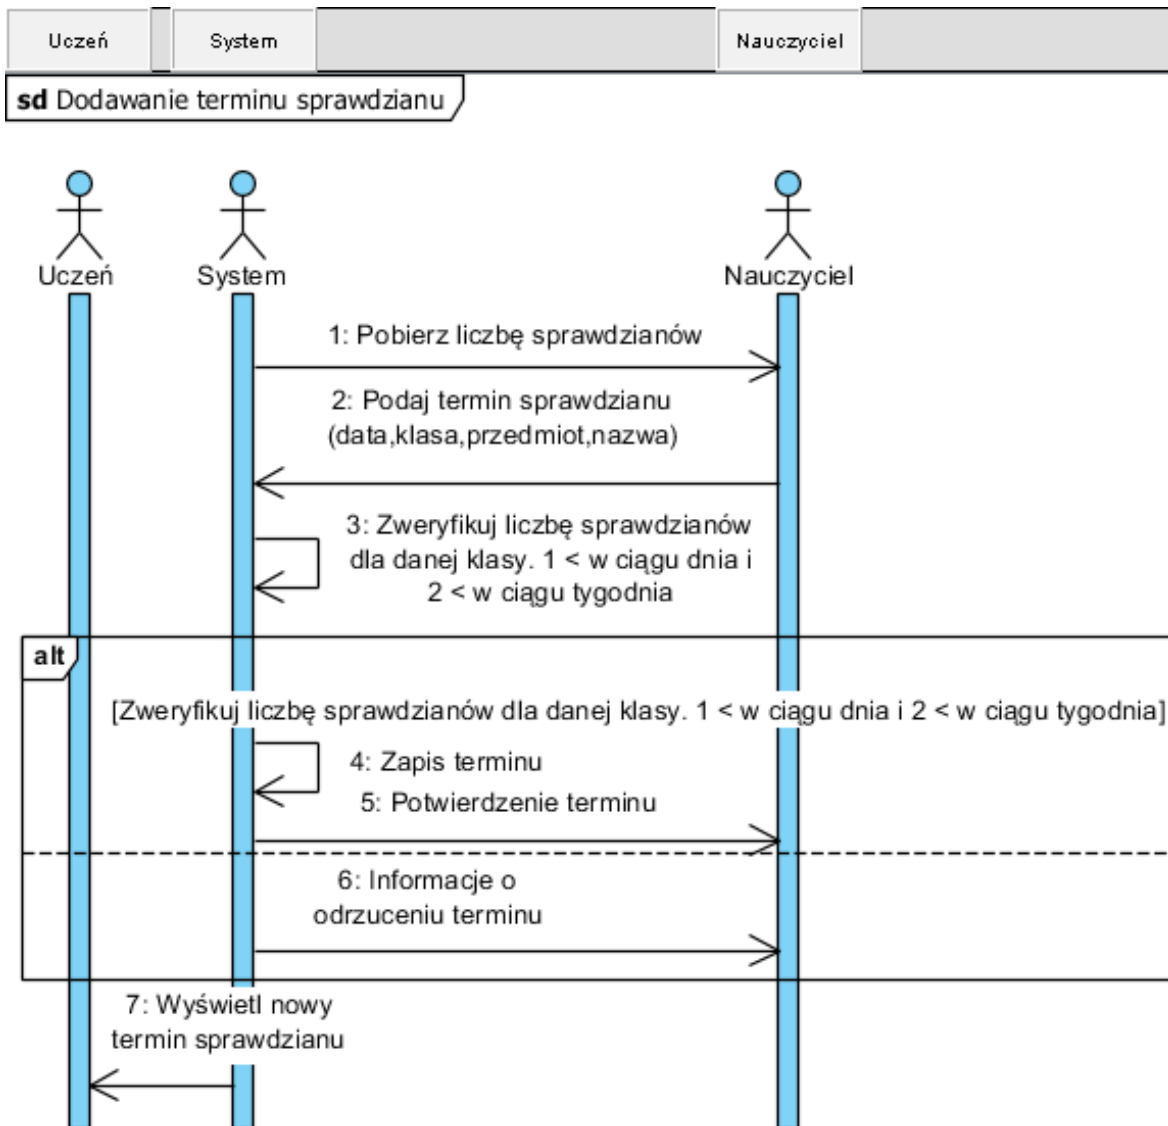 Uczeń
System
Nauczyciel
sd Dodawanie terminu sprawdzianu
Uczeń
System
Nauczyciel
1: Pobierz liczbę sprawdzianów
2: Podaj termin sprawdzianu
(data,klasa,przedmiot,nazwa)
3: Zweryfikuj liczbę sprawdzianów
dla danej klasy. 1 < w ciągu dnia i
2 < w ciągu tygodnia
alt
[Zweryfikuj liczbę sprawdzianów dla danej klasy. 1 < w ciągu dnia i 2 < w ciągu tygodnia]
4: Zapis terminu
5: Potwierdzenie terminu
6: Informacje o
odrzuceniu terminu
7: Wyświetl nowy
termin sprawdzianu